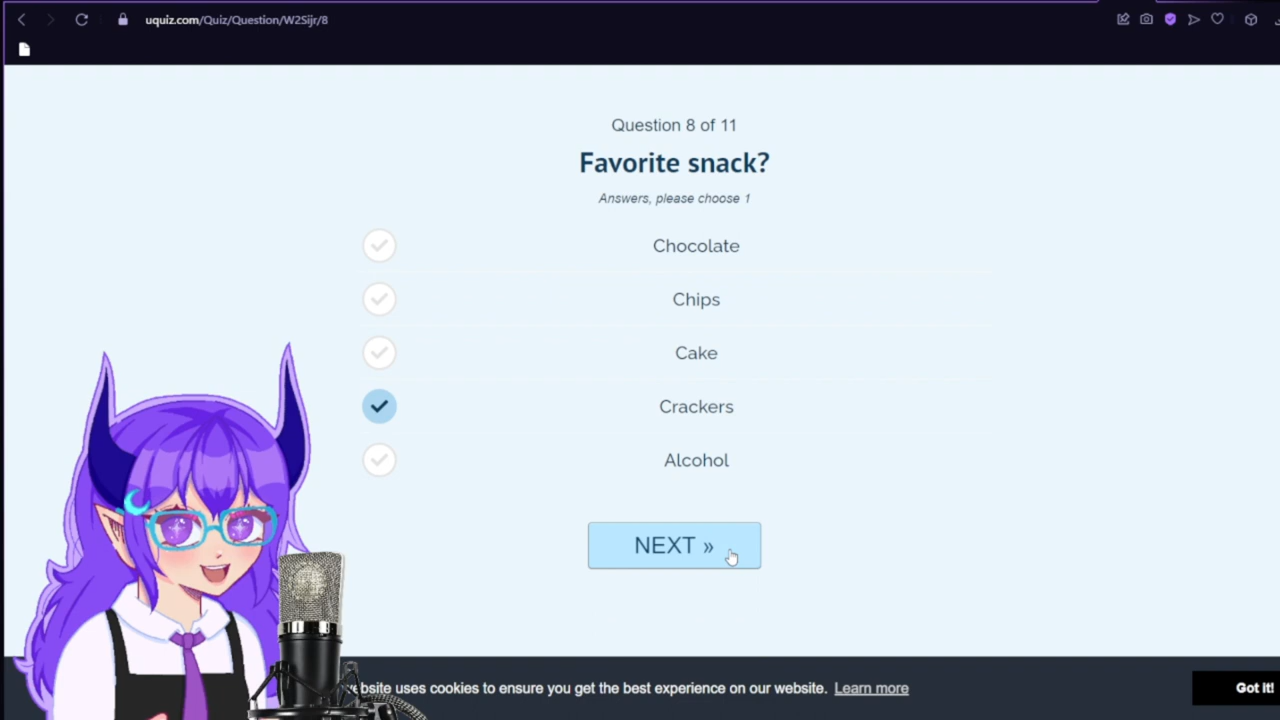 uquiz.com/Quiz/Question/W2Sijr/8
Question 8 of 11
Favorite snack?
Answers, please choose 1
Chocolate
Chips
Cake
Crackers
Alcohol
NEXT »
website uses cookies to ensure you get the best experience on our website. Learn more
Got it!